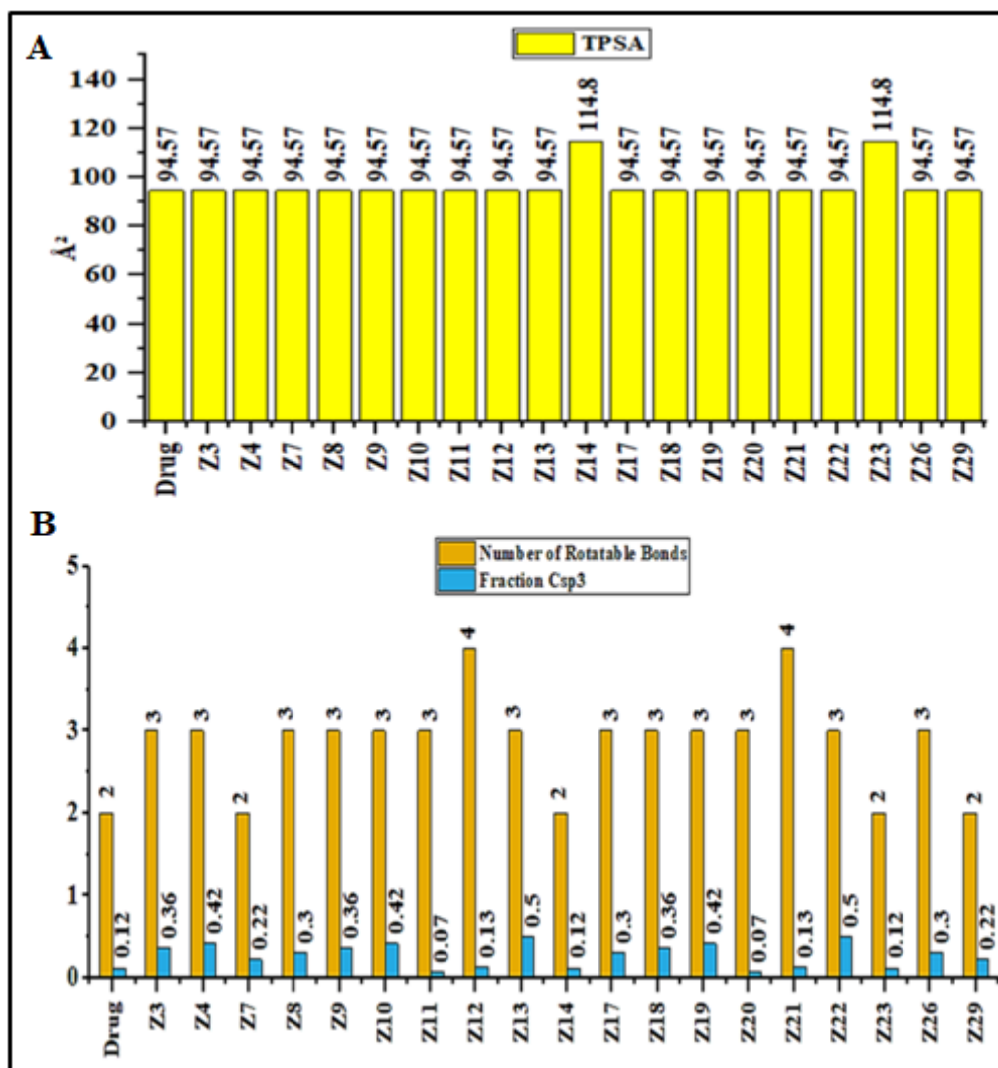 A
TPSA
Å²
140
120
100
80
60
40
20
0
94.57 94.57 94.57 94.57 94.57 94.57 94.57 94.57 94.57 94.57 114.8 94.57 94.57 94.57 94.57 94.57 94.57 114.8 94.57 94.57
Drug Z3 Z4 Z7 Z8 Z9 Z10 Z11 Z12 Z13 Z14 Z17 Z18 Z19 Z20 Z21 Z22 Z23 Z26 Z29
B
Number of Rotatable Bonds
Fraction Csp3
5
4
3
2
1
0
2 3 3 2 3 3 3 3 4 3 2 3 3 3 3 4 3 2 3 2
0.12 0.36 0.42 0.22 0.3 0.36 0.42 0.07 0.13 0.5 0.12 0.3 0.36 0.42 0.07 0.13 0.5 0.12 0.3 0.22
Drug Z3 Z4 Z7 Z8 Z9 Z10 Z11 Z12 Z13 Z14 Z17 Z18 Z19 Z20 Z21 Z22 Z23 Z26 Z29